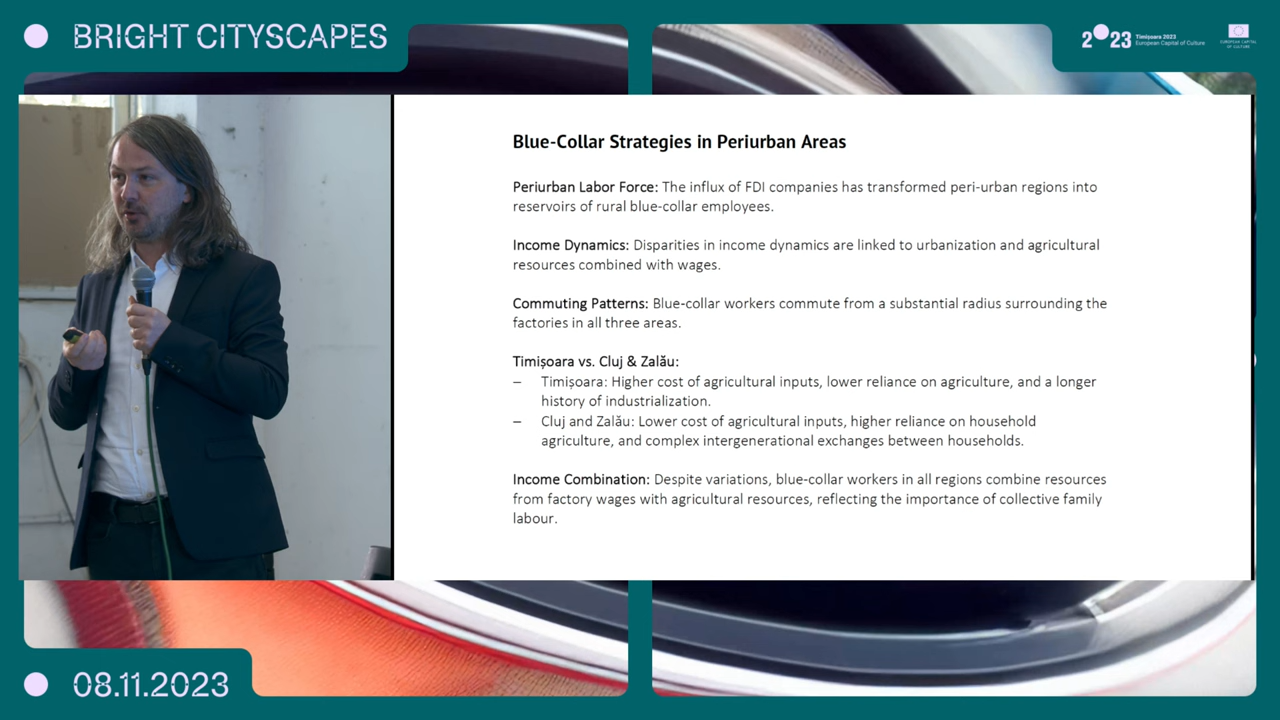 BRIGHT CITYSCAPES
2023 Timișoara 2023
European Capital of Culture
EUROPEAN CAPITAL
OF CULTURE
Blue-Collar Strategies in Periurban Areas
Periurban Labor Force: The influx of FDI companies has transformed peri-urban regions into
reservoirs of rural blue-collar employees.
Income Dynamics: Disparities in income dynamics are linked to urbanization and agricultural
resources combined with wages.
Commuting Patterns: Blue-collar workers commute from a substantial radius surrounding the
factories in all three areas.
Timișoara vs. Cluj & Zalău:
– Timișoara: Higher cost of agricultural inputs, lower reliance on agriculture, and a longer
history of industrialization.
– Cluj and Zalău: Lower cost of agricultural inputs, higher reliance on household
agriculture, and complex intergenerational exchanges between households.
Income Combination: Despite variations, blue-collar workers in all regions combine resources
from factory wages with agricultural resources, reflecting the importance of collective family
labour.
08.11.2023